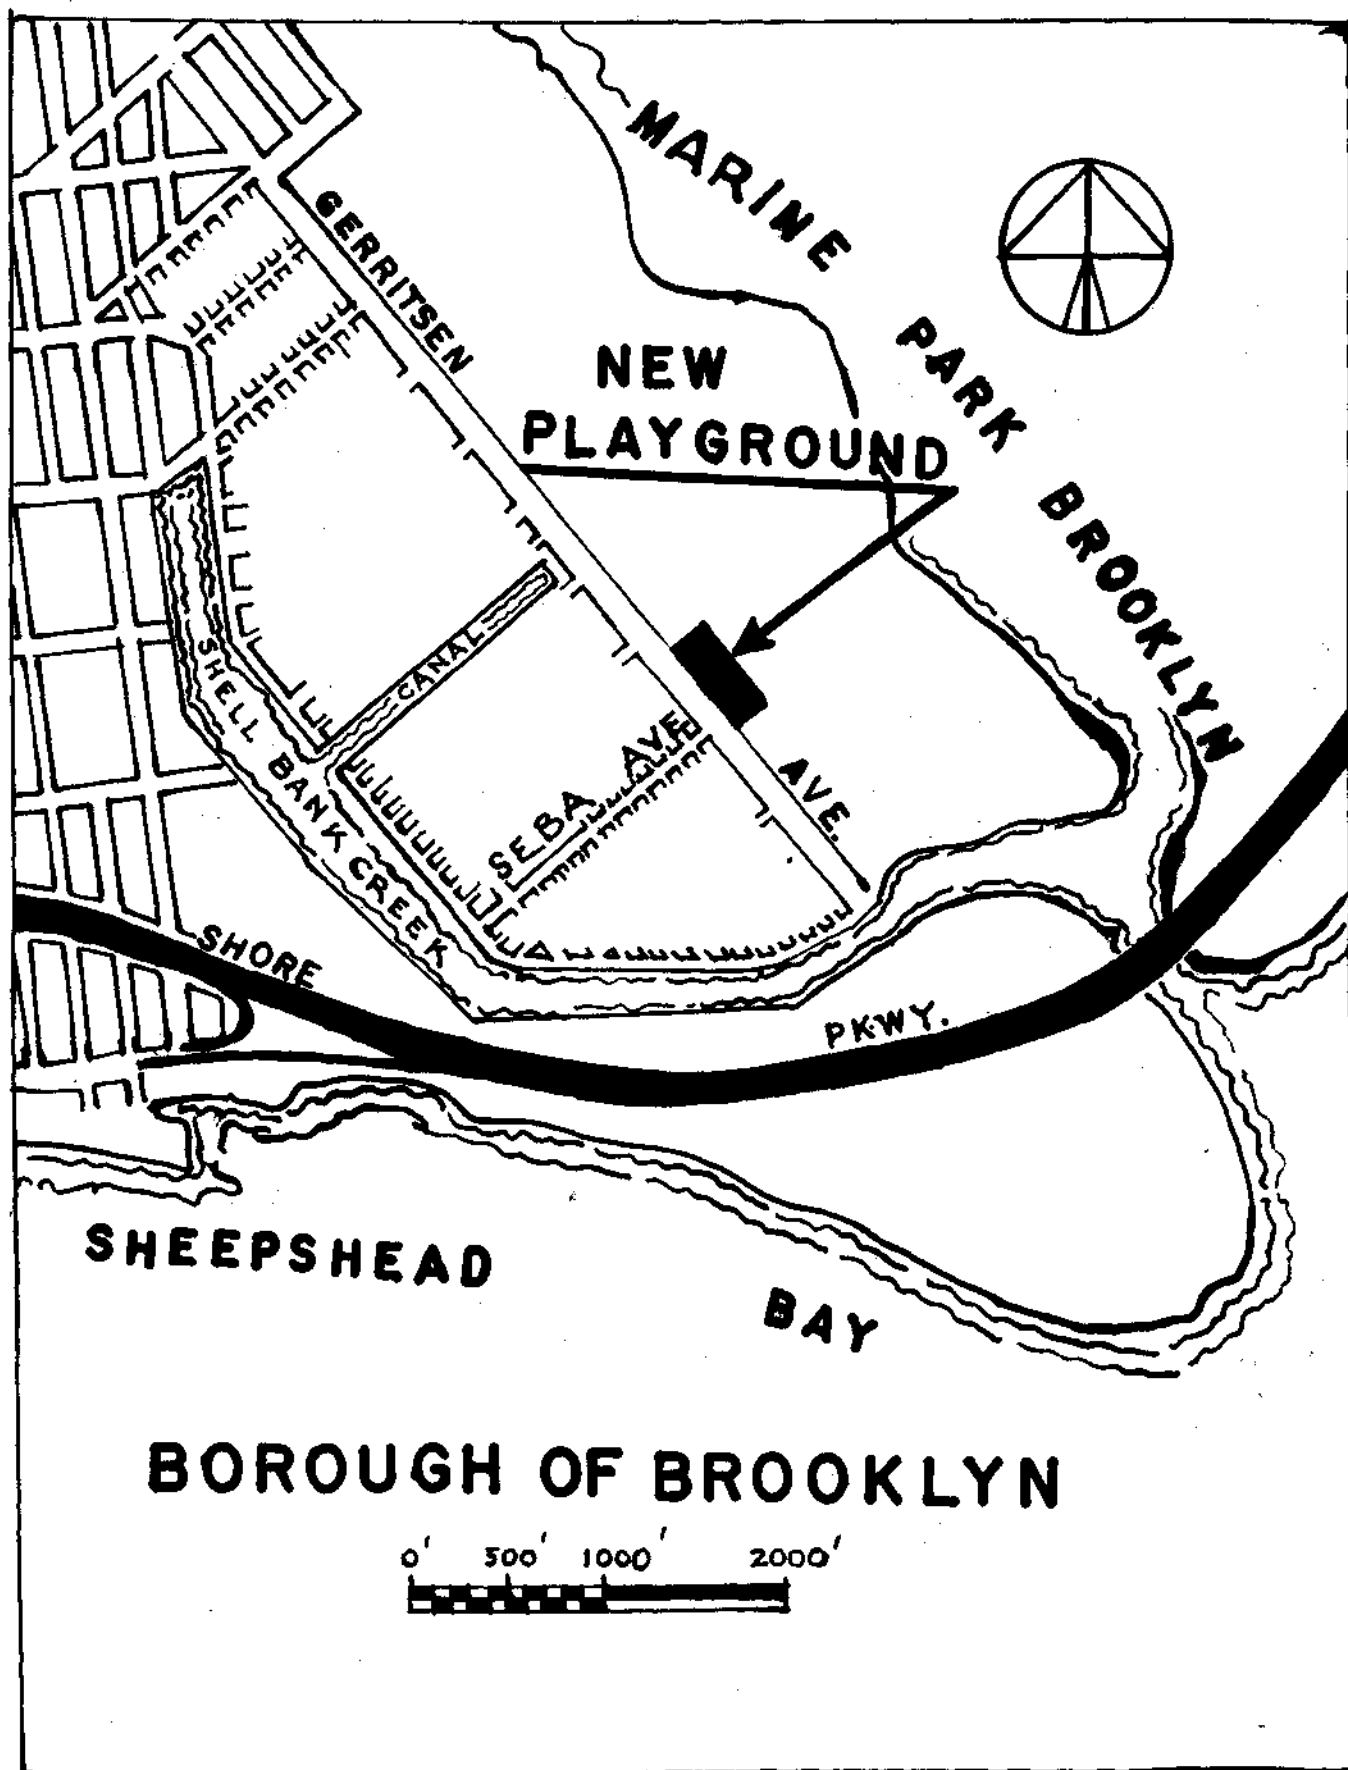 MARINE PARK BROOKLYN
GERRITSEN AVE.
NEW
PLAYGROUND
CANAL
SHELL BANK CREEK
SEBA AVE
SHORE PKWY.
SHEEPSHEAD BAY
BOROUGH OF BROOKLYN
0' 500' 1000' 2000'